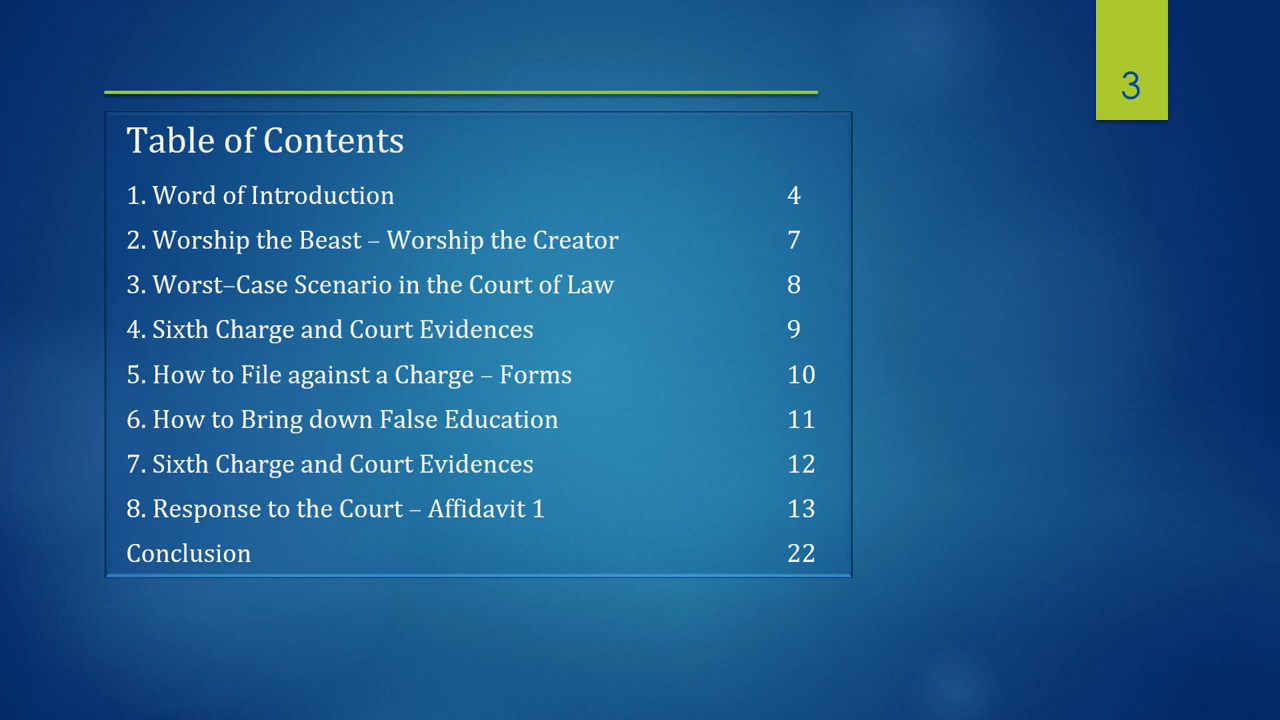 3
Table of Contents
1. Word of Introduction 4
2. Worship the Beast – Worship the Creator 7
3. Worst–Case Scenario in the Court of Law 8
4. Sixth Charge and Court Evidences 9
5. How to File against a Charge – Forms 10
6. How to Bring down False Education 11
7. Sixth Charge and Court Evidences 12
8. Response to the Court – Affidavit 1 13
Conclusion 22